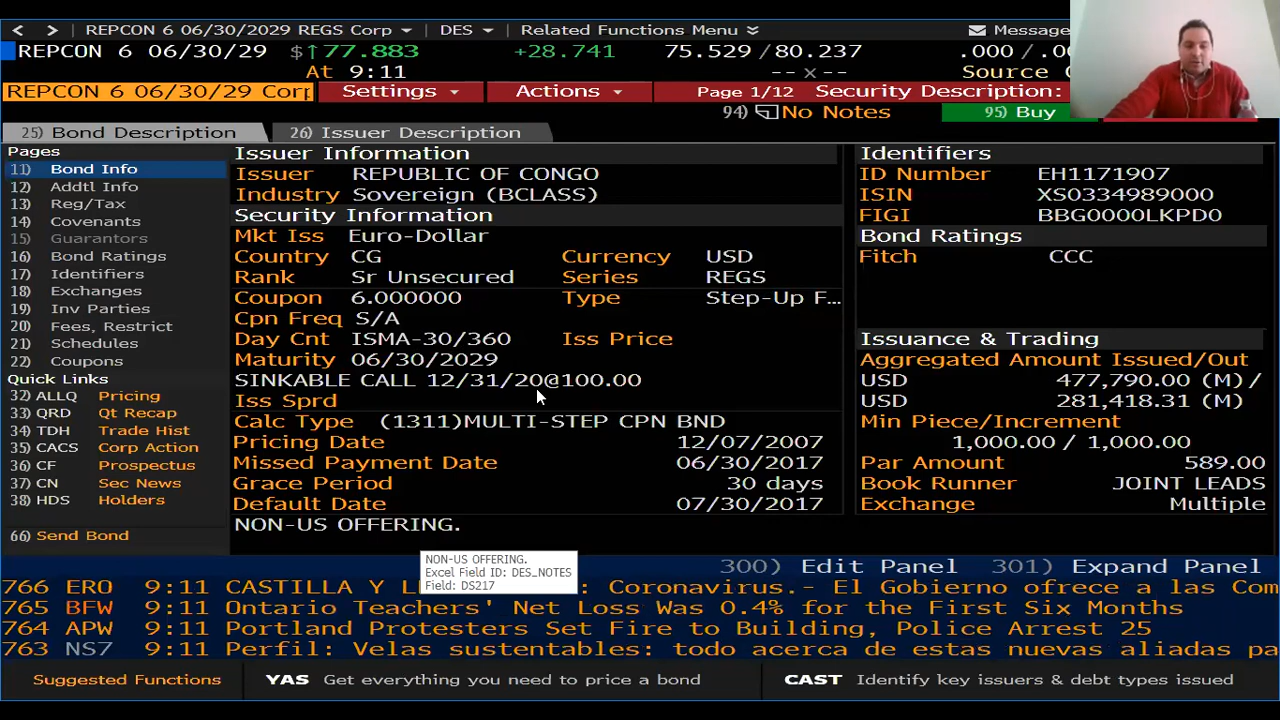 < > REPCON 6 06/30/2029 REGS Corp DES Related Functions Menu Message
REPCON 6 06/30/29 $↑77.883 +28.741 75.529/80.237 .000/.00
At 9:11 --x-- Source
REPCON 6 06/30/29 Corp Settings Actions Page 1/12 Security Description:
94) No Notes 95) Buy
25) Bond Description 26) Issuer Description
Pages
11) Bond Info
12) Addtl Info
13) Reg/Tax
14) Covenants
15) Guarantors
16) Bond Ratings
17) Identifiers
18) Exchanges
19) Inv Parties
20) Fees, Restrict
21) Schedules
22) Coupons
Quick Links
32) ALLQ Pricing
33) QRD Qt Recap
34) TDH Trade Hist
35) CACS Corp Action
36) CF Prospectus
37) CN Sec News
38) HDS Holders
66) Send Bond
Issuer Information
Issuer REPUBLIC OF CONGO
Industry Sovereign (BCLASS)
Security Information
Mkt Iss Euro-Dollar
Country CG Currency USD
Rank Sr Unsecured Series REGS
Coupon 6.000000 Type Step-Up F...
Cpn Freq S/A
Day Cnt ISMA-30/360 Iss Price
Maturity 06/30/2029
SINKABLE CALL 12/31/20@100.00
Iss Sprd
Calc Type (1311)MULTI-STEP CPN BND
Pricing Date 12/07/2007
Missed Payment Date 06/30/2017
Grace Period 30 days
Default Date 07/30/2017
NON-US OFFERING.
NON-US OFFERING.
Excel Field ID: DES_NOTES
Field: DS217
Identifiers
ID Number EH1171907
ISIN XS0334989000
FIGI BBG0000LKPD0
Bond Ratings
Fitch CCC
Issuance & Trading
Aggregated Amount Issued/Out
USD 477,790.00 (M)/
USD 281,418.31 (M)
Min Piece/Increment
1,000.00 / 1,000.00
Par Amount 589.00
Book Runner JOINT LEADS
Exchange Multiple
300) Edit Panel 301) Expand Panel
766 ERO 9:11 CASTILLA Y : Coronavirus.- El Gobierno ofrece a las Com
765 BFW 9:11 Ontario Teachers' Net Loss Was 0.4% for the First Six Months
764 APW 9:11 Portland Protesters Set Fire to Building, Police Arrest 25
763 NS7 9:11 Perfil: Velas sustentables: todo acerca de estas nuevas aliadas pa
Suggested Functions YAS Get everything you need to price a bond CAST Identify key issuers & debt types issued